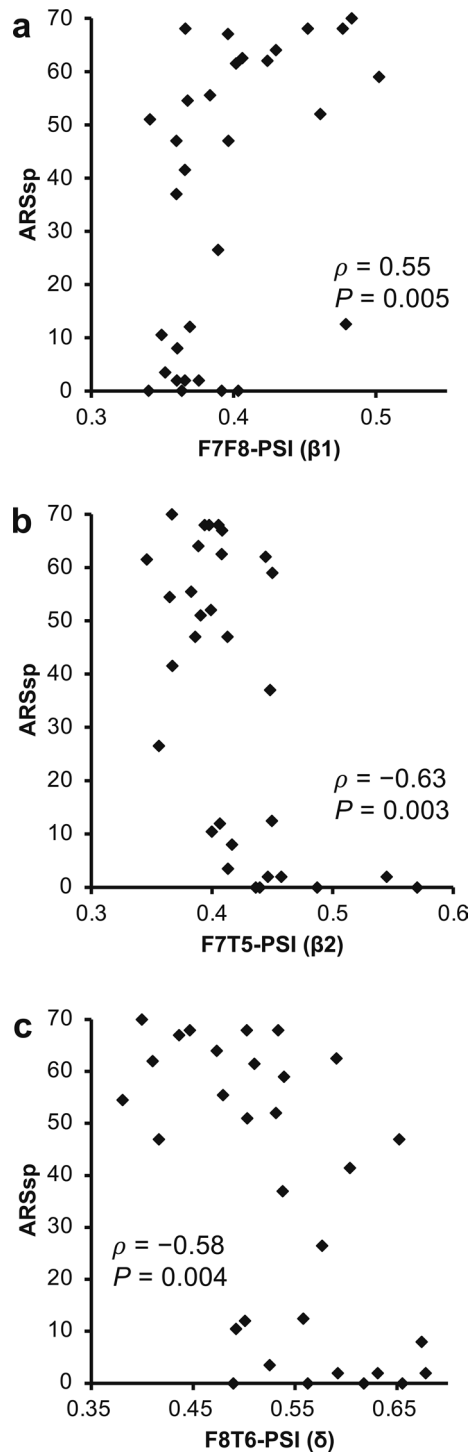 a
70
60
50
40
30
20
10
0
ARSsp
ρ = 0.55
P = 0.005
0.3 0.4 0.5
F7F8-PSI (β1)
b
70
60
50
40
30
20
10
0
ARSsp
ρ = −0.63
P = 0.003
0.3 0.4 0.5 0.6
F7T5-PSI (β2)
c
70
60
50
40
30
20
10
0
ARSsp
ρ = −0.58
P = 0.004
0.35 0.45 0.55 0.65
F8T6-PSI (δ)